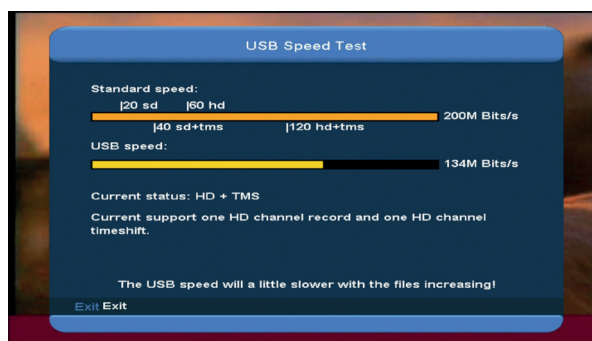 USB Speed Test
Standard speed:
|20 sd |60 hd
200M Bits/s
|40 sd+tms |120 hd+tms
USB speed:
134M Bits/s
Current status: HD + TMS
Current support one HD channel record and one HD channel
timeshift.
The USB speed will a little slower with the files increasing!
Exit Exit